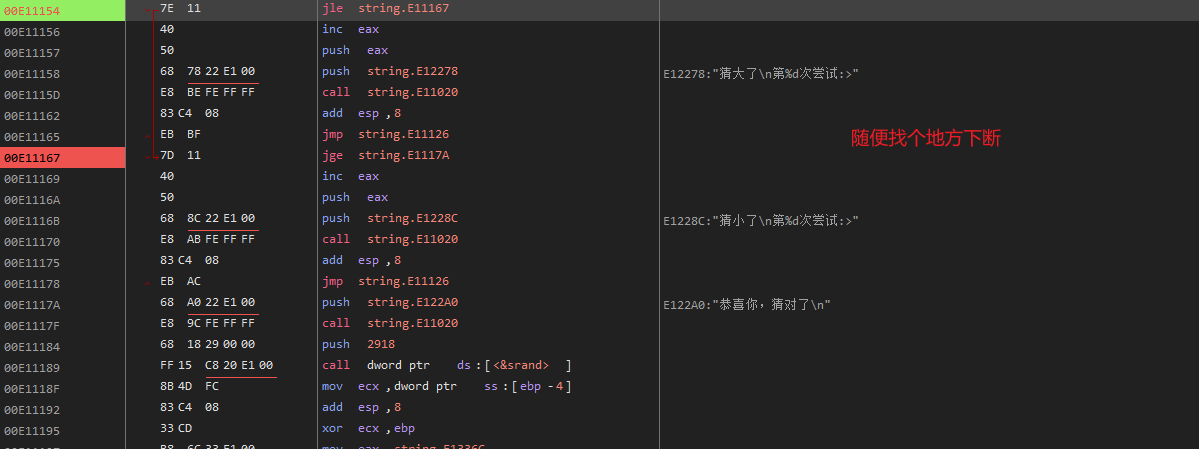 00E11154 7E 11 jle string.E11167
00E11156 40 inc eax
00E11157 50 push eax
00E11158 68 78 22 E1 00 push string.E12278 E12278:"猜大了\n第%d次尝试:>"
00E1115D E8 BE FE FF FF call string.E11020
00E11162 83 C4 08 add esp,8
00E11165 EB BF jmp string.E11126
随便找个地方下断
00E11167 7D 11 jge string.E1117A
00E11169 40 inc eax
00E1116A 50 push eax
00E1116B 68 8C 22 E1 00 push string.E1228C E1228C:"猜小了\n第%d次尝试:>"
00E11170 E8 AB FE FF FF call string.E11020
00E11175 83 C4 08 add esp,8
00E11178 EB AC jmp string.E11126
00E1117A 68 A0 22 E1 00 push string.E122A0 E122A0:"恭喜你，猜对了\n"
00E1117F E8 9C FE FF FF call string.E11020
00E11184 68 18 29 00 00 push 2918
00E11189 FF 15 C8 20 E1 00 call dword ptr ds:[<&srand>]
00E1118F 8B 4D FC mov ecx,dword ptr ss:[ebp-4]
00E11192 83 C4 08 add esp,8
00E11195 33 CD xor ecx,ebp